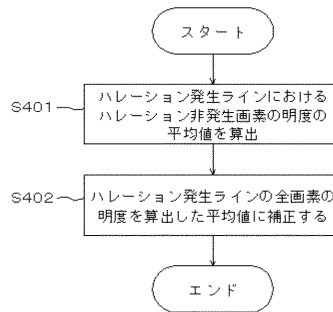 スタート
S401
ハレーション発生ラインにおける
ハレーション非発生画素の明度の
平均値を算出
S402
ハレーション発生ラインの全画素の
明度を算出した平均値に補正する
エンド